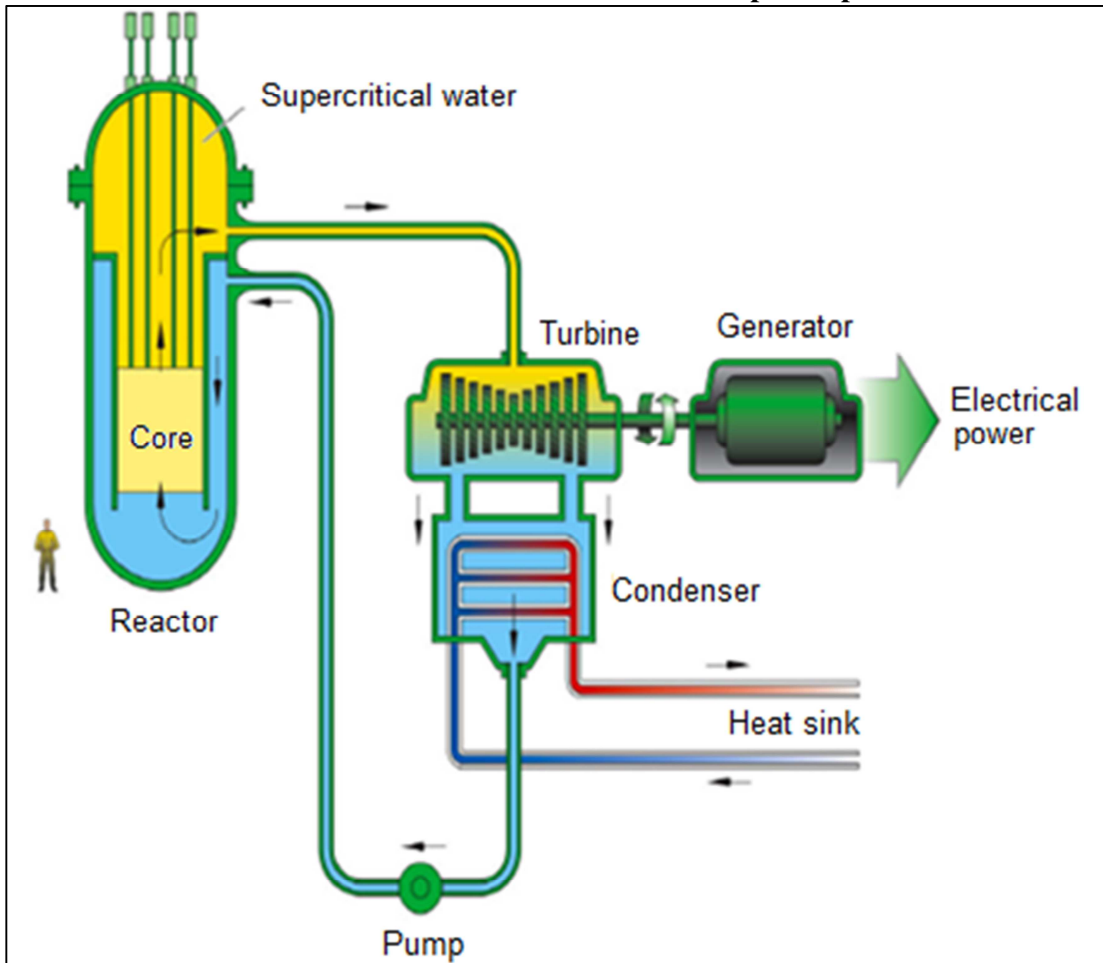 Supercritical water
Turbine
Generator
Electrical
power
Core
Condenser
Reactor
Heat sink
Pump